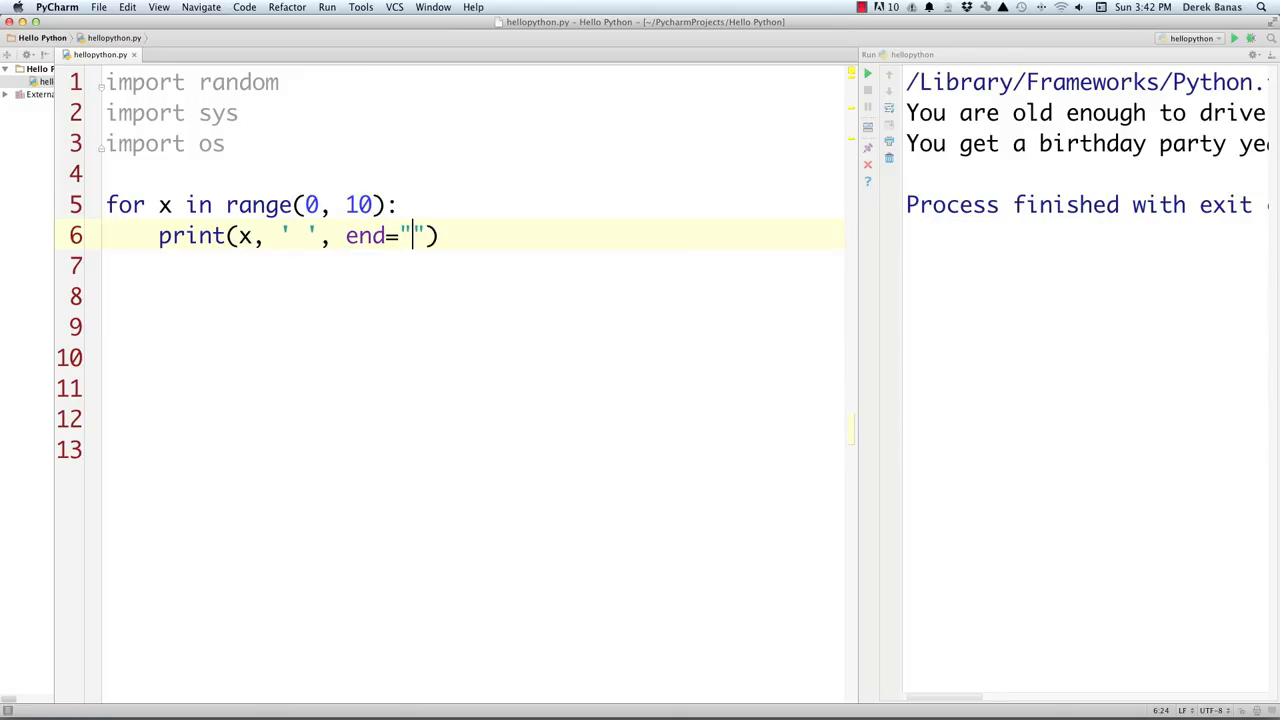 PyCharm File Edit View Navigate Code Refactor Run Tools VCS Window Help 10 Sun 3:42 PM Derek Banas
hellopython.py - Hello Python - [~/PycharmProjects/Hello Python]
Hello Python hellopython.py hellopython
hellopython.py Run hellopython
Hello P
hell
Externa
1 import random
2 import sys
3 import os
4
5 for x in range(0, 10):
6 print(x, ' ', end="")
7
8
9
10
11
12
13
/Library/Frameworks/Python.
You are old enough to drive
You get a birthday party yea
Process finished with exit
6:24 LF UTF-8